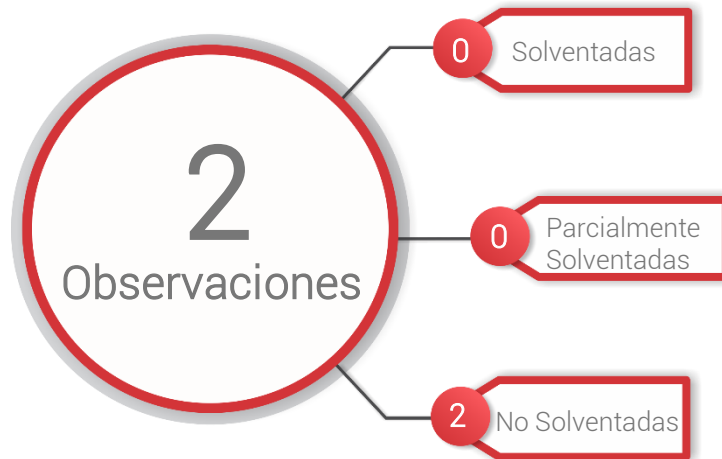 2
Observaciones
0
Solventadas
0
Parcialmente
Solventadas
2
No Solventadas